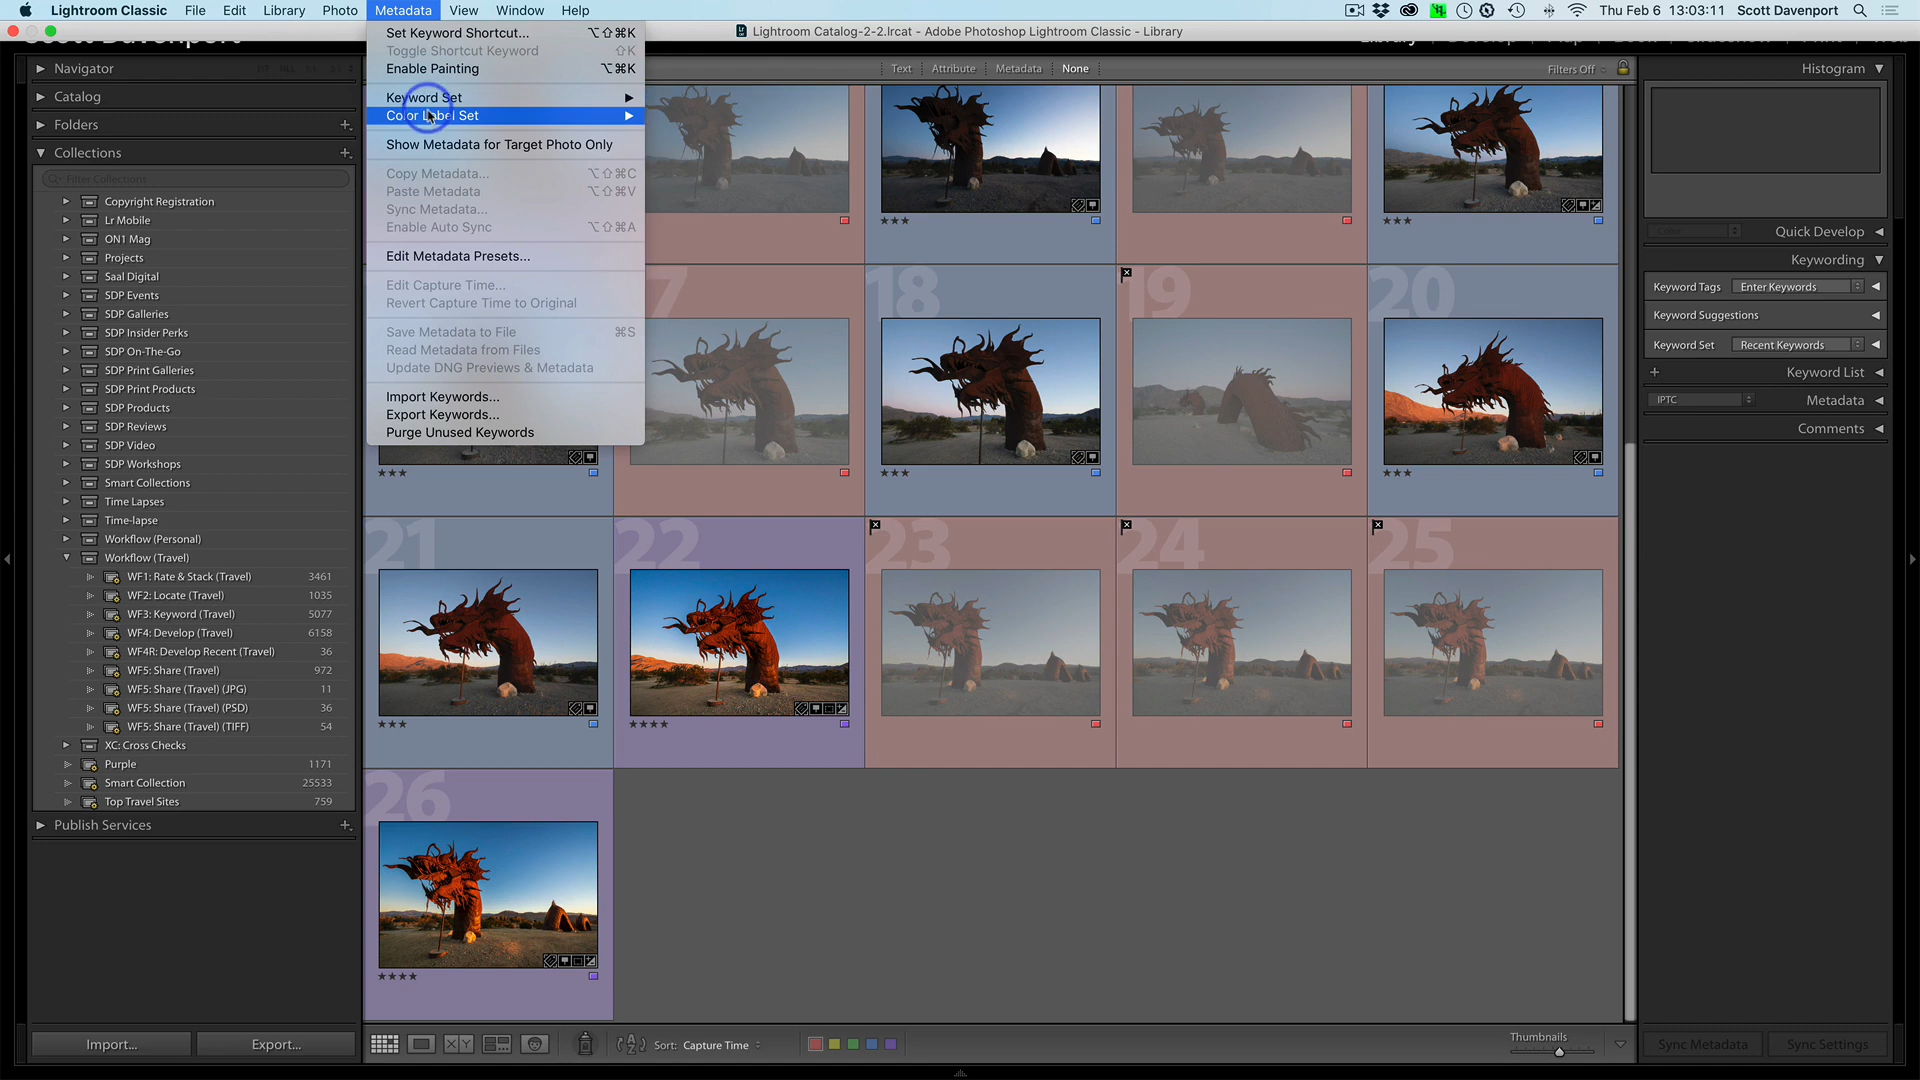 Lightroom Classic File Edit Library Photo Metadata View Window Help Thu Feb 6 13:03:11 Scott Davenport
Lightroom Catalog-2-2.lrcat - Adobe Photoshop Lightroom Classic - Library
Set Keyword Shortcut... ⌥⇧⌘K
Toggle Shortcut Keyword ⇧K
Enable Painting ⌥⌘K
Keyword Set
Color Label Set
Show Metadata for Target Photo Only
Copy Metadata... ⌥⇧⌘C
Paste Metadata ⌥⇧⌘V
Sync Metadata...
Enable Auto Sync ⌥⇧⌘A
Edit Metadata Presets...
Edit Capture Time...
Revert Capture Time to Original
Save Metadata to File ⌘S
Read Metadata from Files
Update DNG Previews & Metadata
Import Keywords...
Export Keywords...
Purge Unused Keywords
Navigator
Catalog
Folders
Collections
Filter Collections
Copyright Registration
Lr Mobile
ON1 Mag
Projects
Saal Digital
SDP Events
SDP Galleries
SDP Insider Perks
SDP On-The-Go
SDP Print Galleries
SDP Print Products
SDP Products
SDP Reviews
SDP Video
SDP Workshops
Smart Collections
Time Lapses
Time-lapse
Workflow (Personal)
Workflow (Travel)
WF1: Rate & Stack (Travel) 3461
WF2: Locate (Travel) 1035
WF3: Keyword (Travel) 5077
WF4: Develop (Travel) 6158
WF4R: Develop Recent (Travel) 36
WF5: Share (Travel) 972
WF5: Share (Travel) (JPG) 11
WF5: Share (Travel) (PSD) 36
WF5: Share (Travel) (TIFF) 54
XC: Cross Checks
Purple 1171
Smart Collection 25533
Top Travel Sites 759
Publish Services
Import... Export...
Text Attribute Metadata None Filters Off
7 18 19 20
21 22 23 24 25
26
Sort: Capture Time
Thumbnails
Histogram
Quick Develop
Keywording
Keyword Tags Enter Keywords
Keyword Suggestions
Keyword Set Recent Keywords
Keyword List
IPTC Metadata
Comments
Sync Metadata Sync Settings